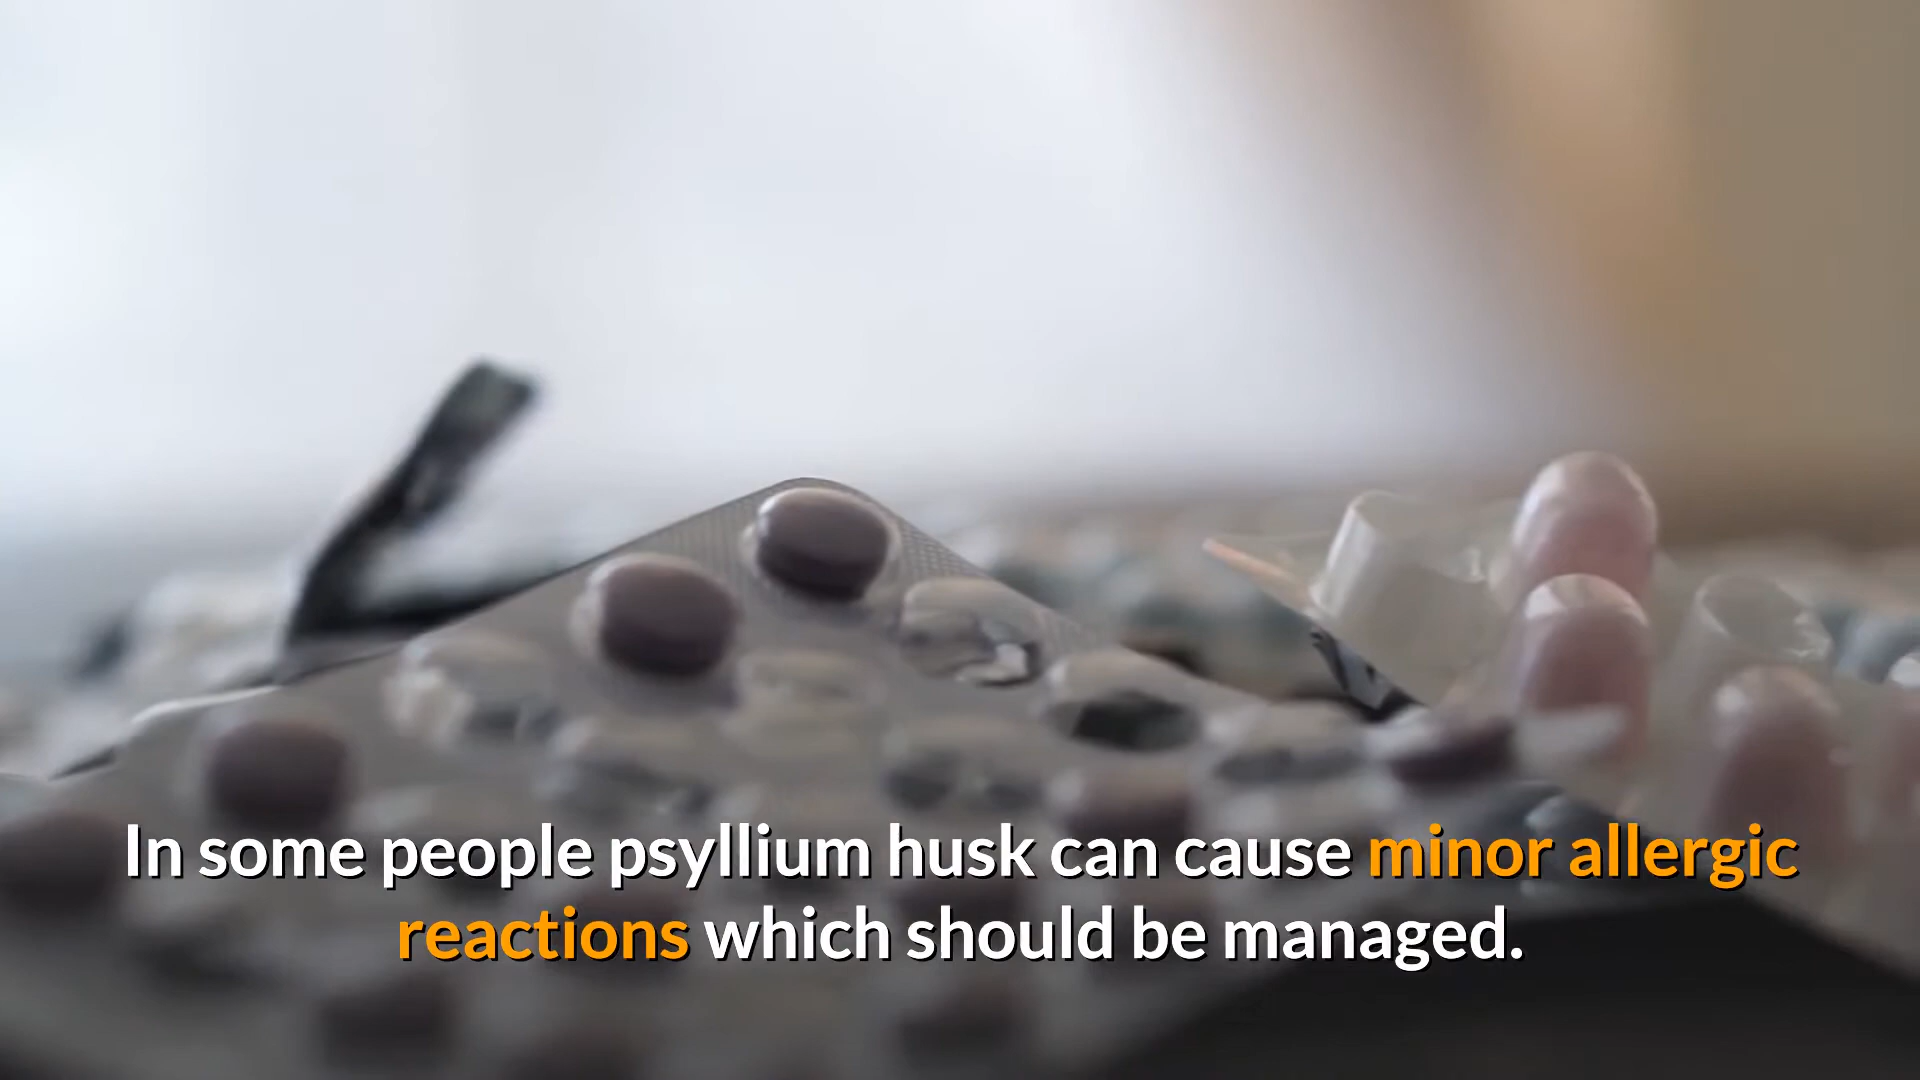 In some people psyllium husk can cause minor allergic
reactions which should be managed.